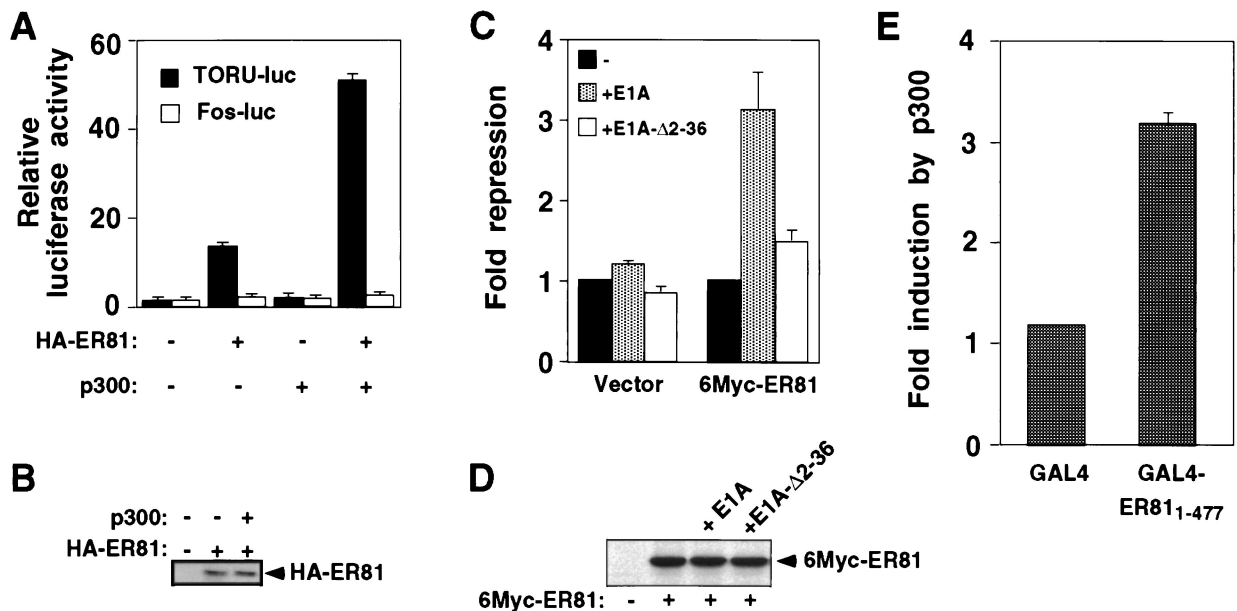 A
Relative
luciferase activity
60
40
20
0
TORU-luc
Fos-luc
HA-ER81: - + - +
p300: - - + +
B
p300: - - +
HA-ER81: - + +
HA-ER81
C
Fold repression
4
3
2
1
0
-
+E1A
+E1A-Δ2-36
Vector 6Myc-ER81
D
+E1A
+E1A-Δ2-36
6Myc-ER81
6Myc-ER81: - + + +
E
Fold induction by p300
4
3
2
1
0
GAL4
GAL4-
ER81₁₋₄₇₇